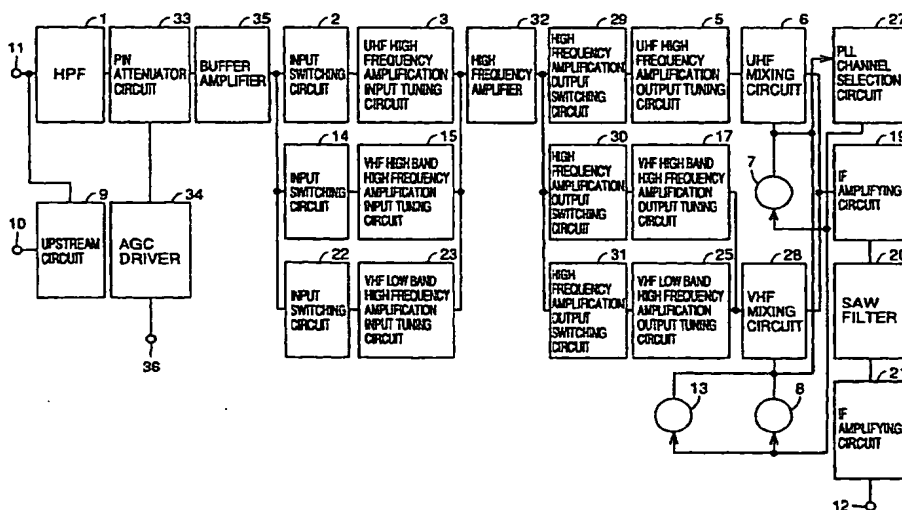 1
33
35
2
3
32
29
5
6
27
11
HPF
PIN
ATTENUATOR
CIRCUIT
BUFFER
AMPLIFIER
INPUT
SWITCHING
CIRCUIT
UHF HIGH
FREQUENCY
AMPLIFICATION
INPUT TUNING
CIRCUIT
HIGH
FREQUENCY
AMPLIFIER
HIGH
FREQUENCY
AMPLIFICATION
OUTPUT
SWITCHING
CIRCUIT
UHF HIGH
FREQUENCY
AMPLIFICATION
OUTPUT TUNING
CIRCUIT
UHF
MIXING
CIRCUIT
PLL
CHANNEL
SELECTION
CIRCUIT
14
15
30
17
7
19
INPUT
SWITCHING
CIRCUIT
VHF HIGH BAND
HIGH FREQUENCY
AMPLIFICATION
INPUT TUNING
CIRCUIT
HIGH
FREQUENCY
AMPLIFICATION
OUTPUT
SWITCHING
CIRCUIT
VHF HIGH BAND
HIGH FREQUENCY
AMPLIFICATION
OUTPUT TUNING
CIRCUIT
IF
AMPLIFYING
CIRCUIT
9
34
10
UPSTREAM
CIRCUIT
AGC
DRIVER
22
23
31
25
28
20
INPUT
SWITCHING
CIRCUIT
VHF LOW BAND
HIGH FREQUENCY
AMPLIFICATION
INPUT TUNING
CIRCUIT
HIGH
FREQUENCY
AMPLIFICATION
OUTPUT
SWITCHING
CIRCUIT
VHF LOW BAND
HIGH FREQUENCY
AMPLIFICATION
OUTPUT TUNING
CIRCUIT
VHF
MIXING
CIRCUIT
SAW
FILTER
36
13
8
21
IF
AMPLIFYING
CIRCUIT
12